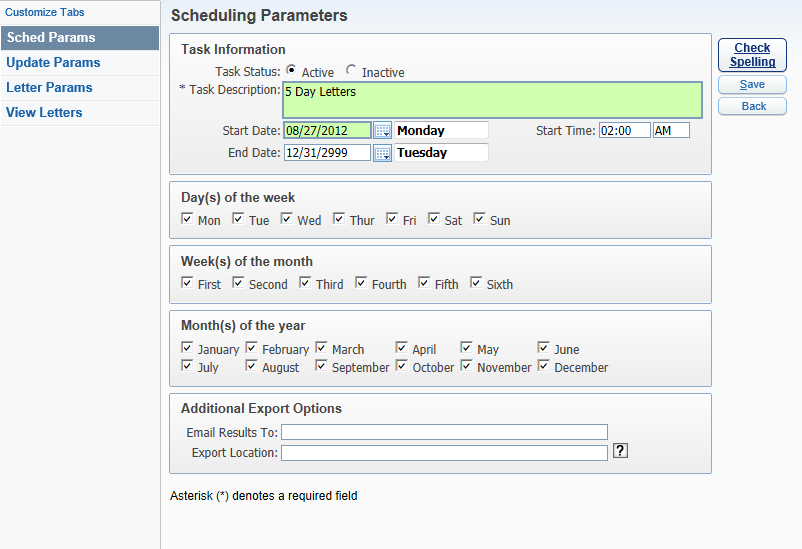 Customize Tabs
Sched Params
Update Params
Letter Params
View Letters
Scheduling Parameters
Task Information
Task Status: Active Inactive
* Task Description: 5 Day Letters
Start Date: 08/27/2012 Monday Start Time: 02:00 AM
End Date: 12/31/2999 Tuesday
Day(s) of the week
Mon Tue Wed Thur Fri Sat Sun
Week(s) of the month
First Second Third Fourth Fifth Sixth
Month(s) of the year
January February March April May June
July August September October November December
Additional Export Options
Email Results To:
Export Location: ?
Asterisk (*) denotes a required field
Check
Spelling
Save
Back